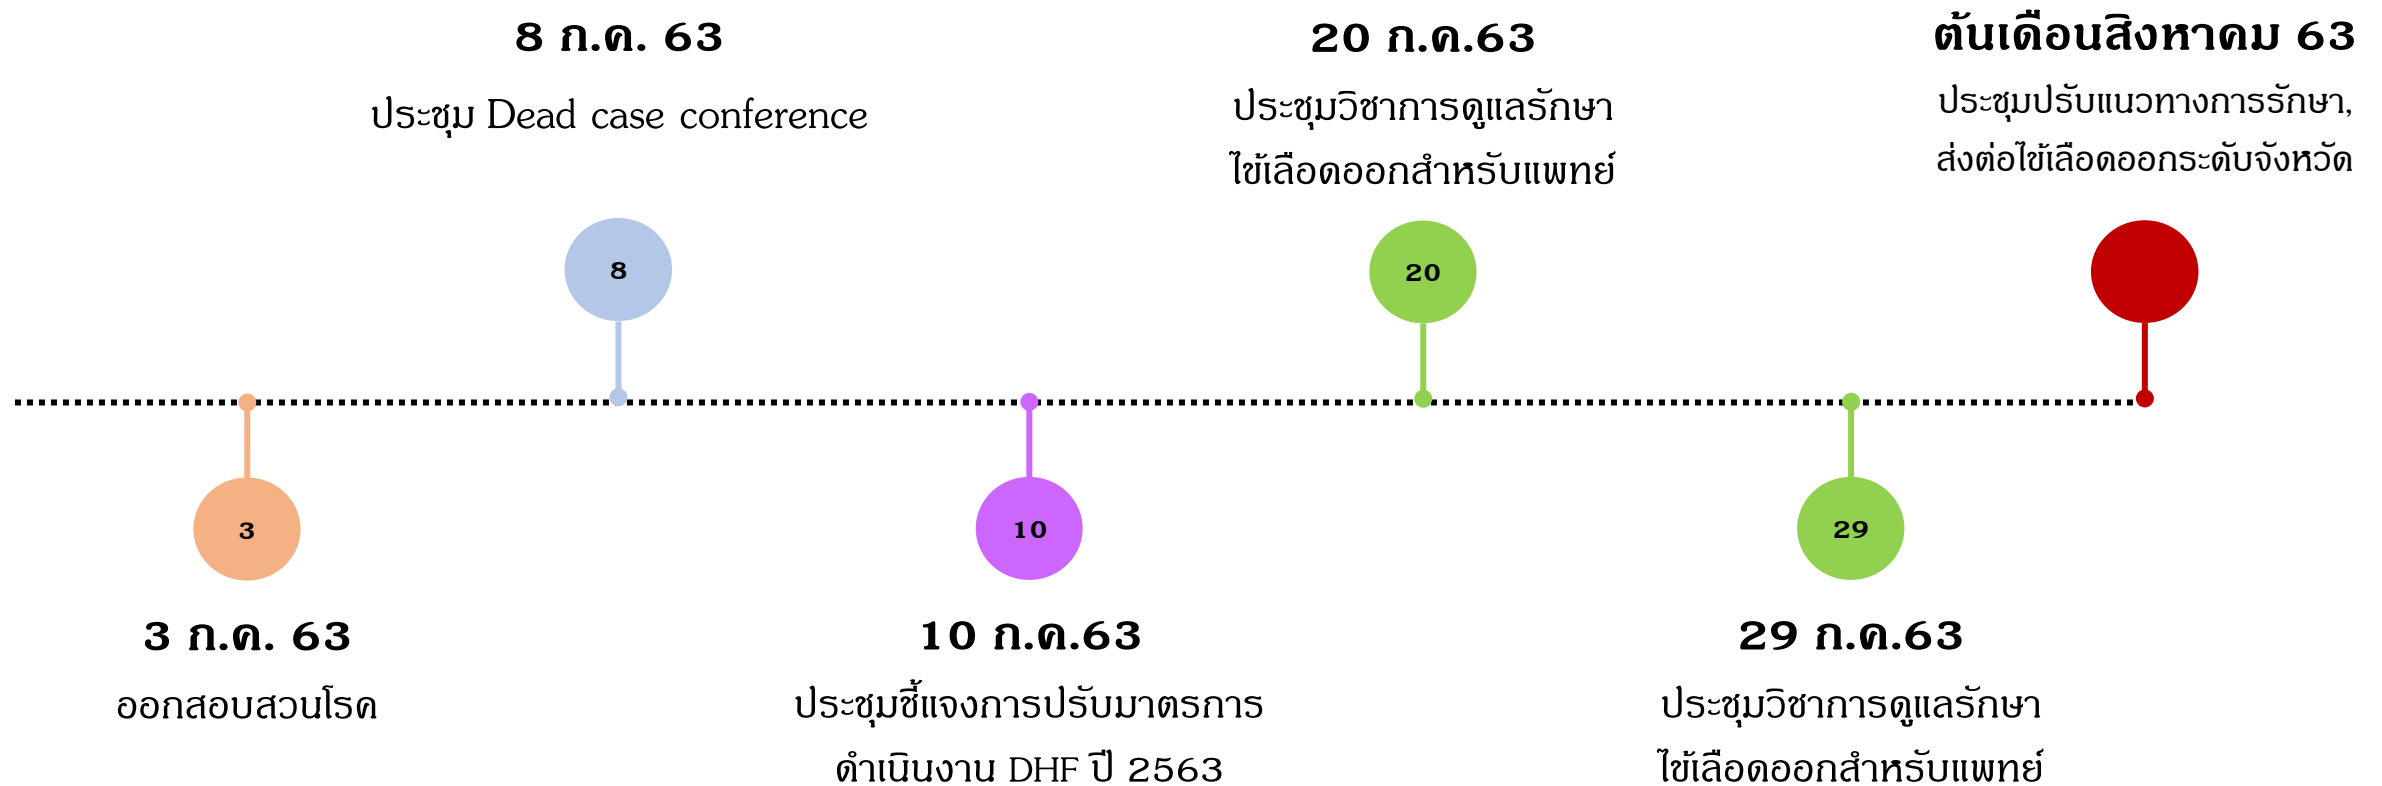 8 ก.ค. 63
ประชุม Dead case conference
20 ก.ค.63
ประชุมวิชาการดูแลรักษา
ไข้เลือดออกสำหรับแพทย์
ต้นเดือนสิงหาคม 63
ประชุมปรับแนวทางการรักษา,
ส่งต่อไข้เลือดออกระดับจังหวัด
8
20
3
10
29
3 ก.ค. 63
ออกสอบสวนโรค
10 ก.ค.63
ประชุมชี้แจงการปรับมาตรการ
ดำเนินงาน DHF ปี 2563
29 ก.ค.63
ประชุมวิชาการดูแลรักษา
ไข้เลือดออกสำหรับแพทย์